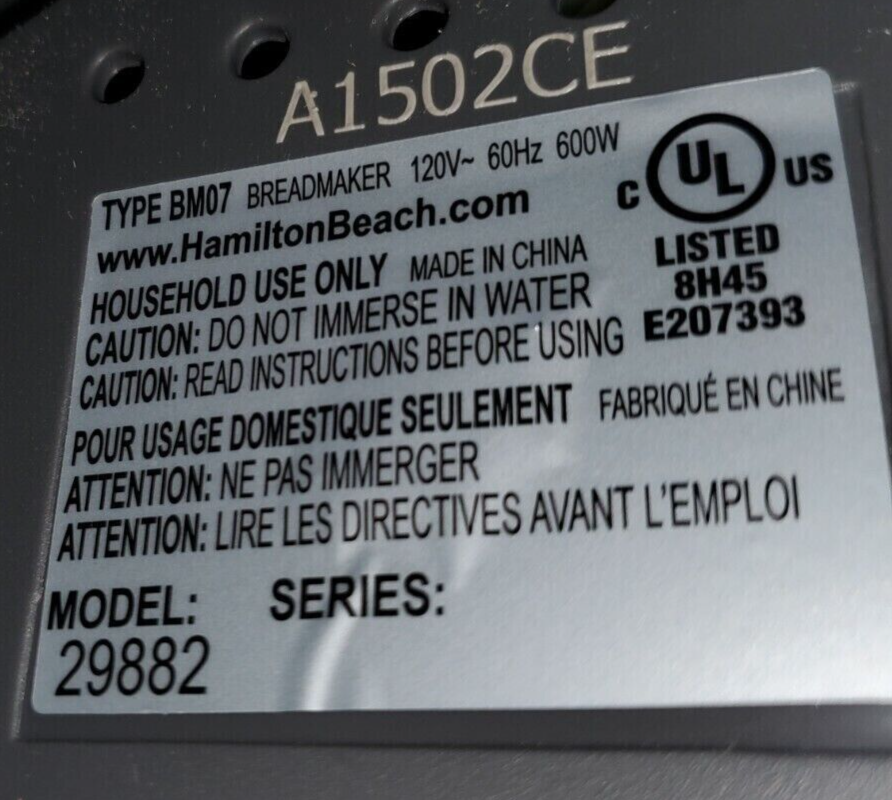 A1502CE
TYPE BM07 BREADMAKER 120V~ 60Hz 600W
www.HamiltonBeach.com
HOUSEHOLD USE ONLY MADE IN CHINA
CAUTION: DO NOT IMMERSE IN WATER
CAUTION: READ INSTRUCTIONS BEFORE USING
C UL US
LISTED
8H45
E207393
POUR USAGE DOMESTIQUE SEULEMENT FABRIQUÉ EN CHINE
ATTENTION: NE PAS IMMERGER
ATTENTION: LIRE LES DIRECTIVES AVANT L'EMPLOI
MODEL: SERIES:
29882